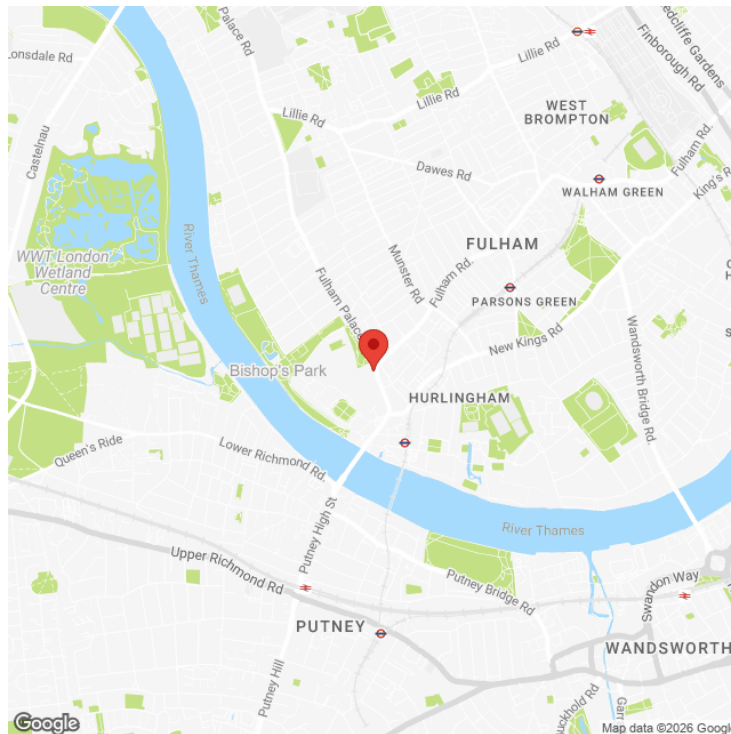 Palace Rd
Lonsdale Rd
Lillie Rd
Finborough Rd
Redcliffe Gardens
Castelnau
Lillie Rd
Lillie Rd
WEST
BROMPTON
Fulham Rd.
Dawes Rd
WALHAM GREEN
King's R
River Thames
WWT London
Wetland
Centre
Munster Rd
FULHAM
Fulham Rd.
Fulham Palace
PARSONS GREEN
New Kings Rd
Wandsworth Bridge Rd.
Bishop's Park
HURLINGHAM
Queen's Ride
Lower Richmond Rd.
Putney High St
River Thames
Upper Richmond Rd
Putney Bridge Rd
Swandon Way
PUTNEY
WANDSWORTH
Putney Hill
uckhold Rd
Garr
Google
Map data ©2026 Google